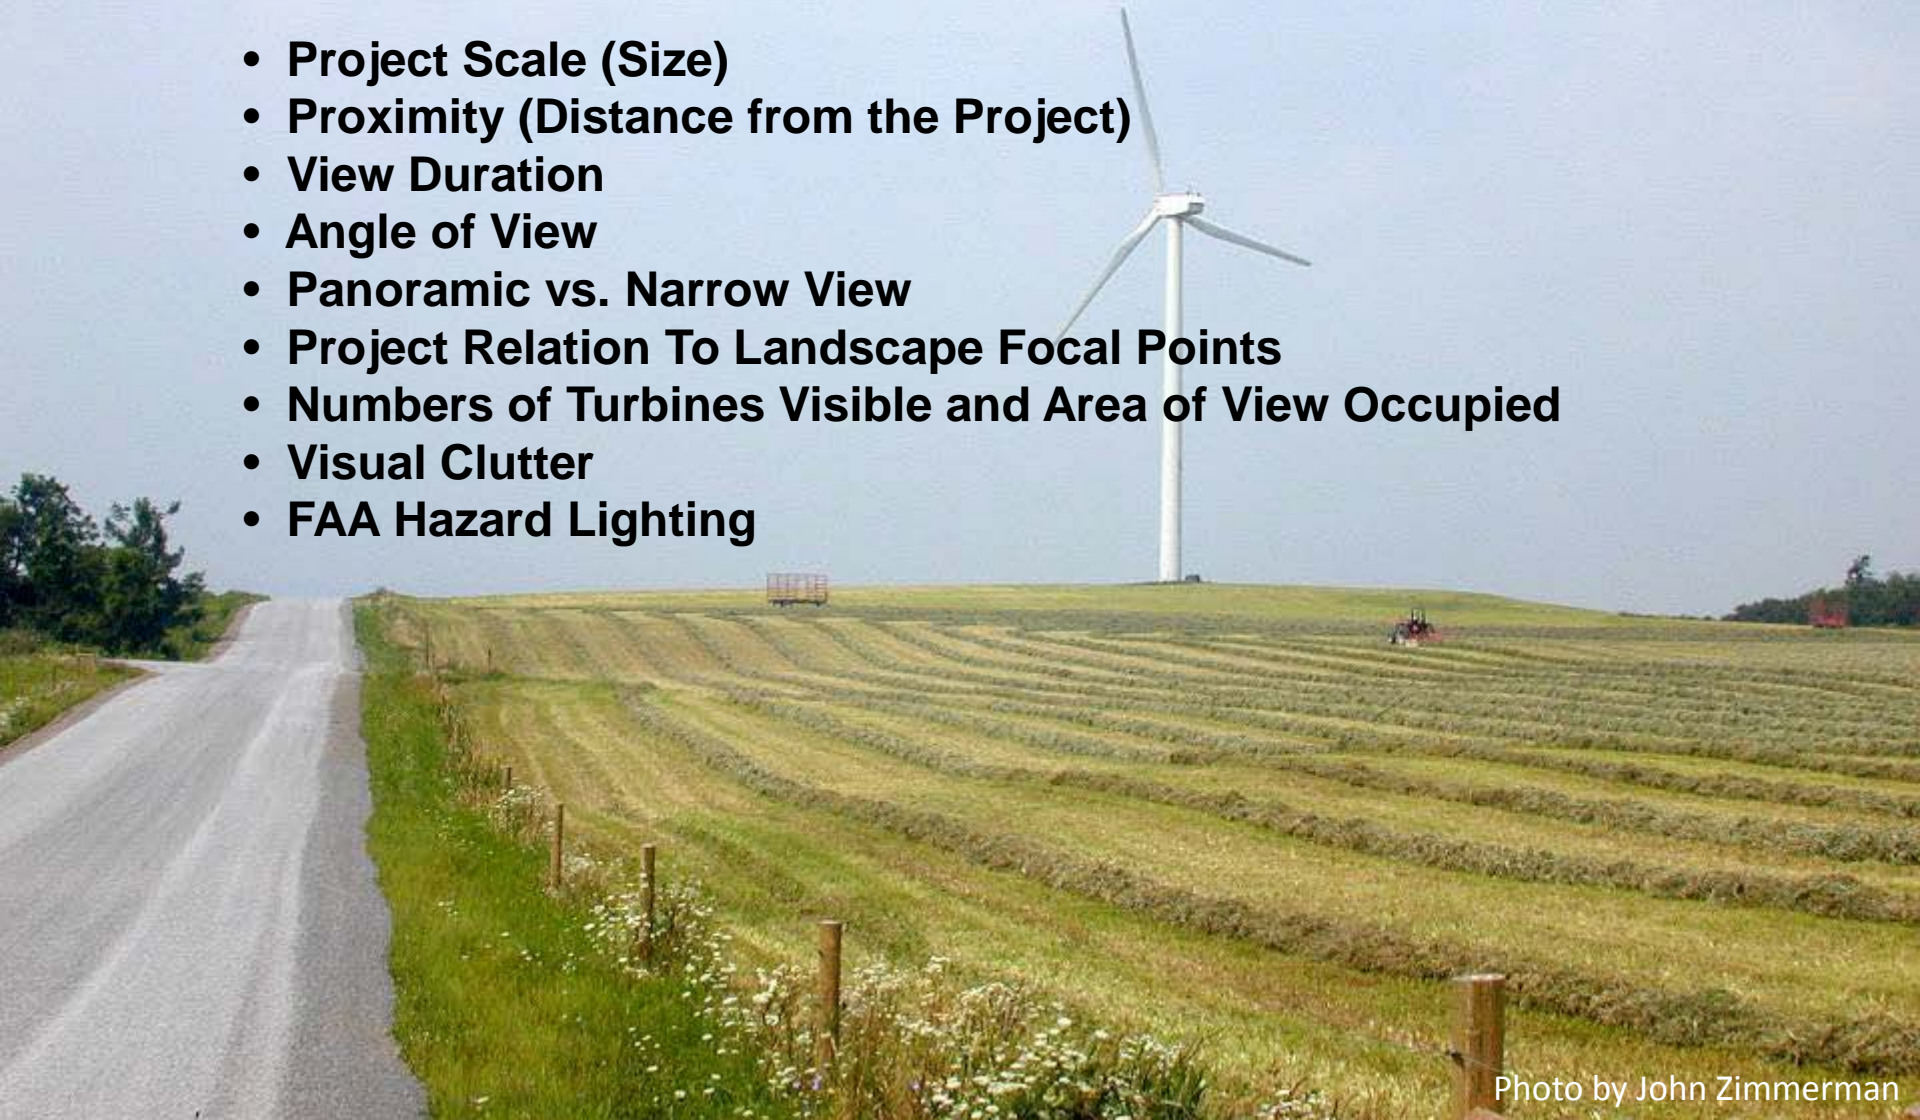 • Project Scale (Size)
• Proximity (Distance from the Project)
• View Duration
• Angle of View
• Panoramic vs. Narrow View
• Project Relation To Landscape Focal Points
• Numbers of Turbines Visible and Area of View Occupied
• Visual Clutter
• FAA Hazard Lighting
Photo by John Zimmerman